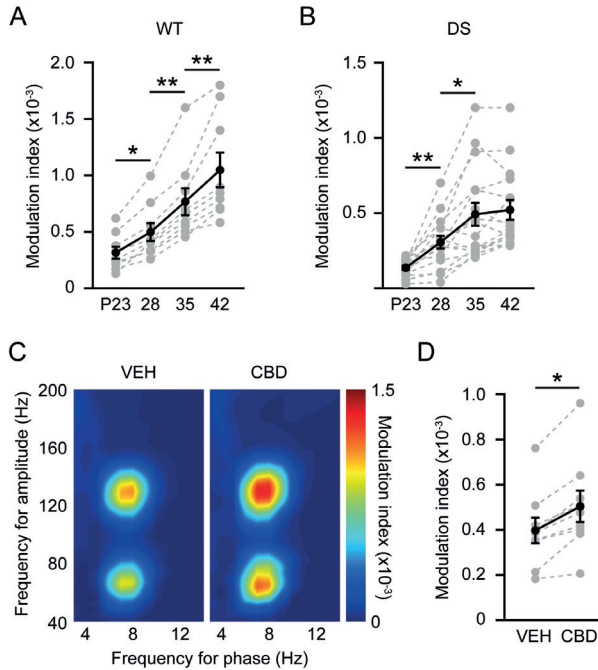 A
WT
Modulation index (x10⁻³)
2.0
1.5
1.0
0.5
0
*
**
**
P23 28 35 42
B
DS
Modulation index (x10⁻³)
1.5
1.0
0.5
**
*
P23 28 35 42
C
VEH CBD
Frequency for amplitude (Hz)
200
160
120
80
40
4 8 12 4 8 12
Frequency for phase (Hz)
1.5
0
Modulation index (x10⁻³)
D
*
Modulation index (x10⁻³)
1.0
0.8
0.6
0.4
0.2
0
VEH CBD